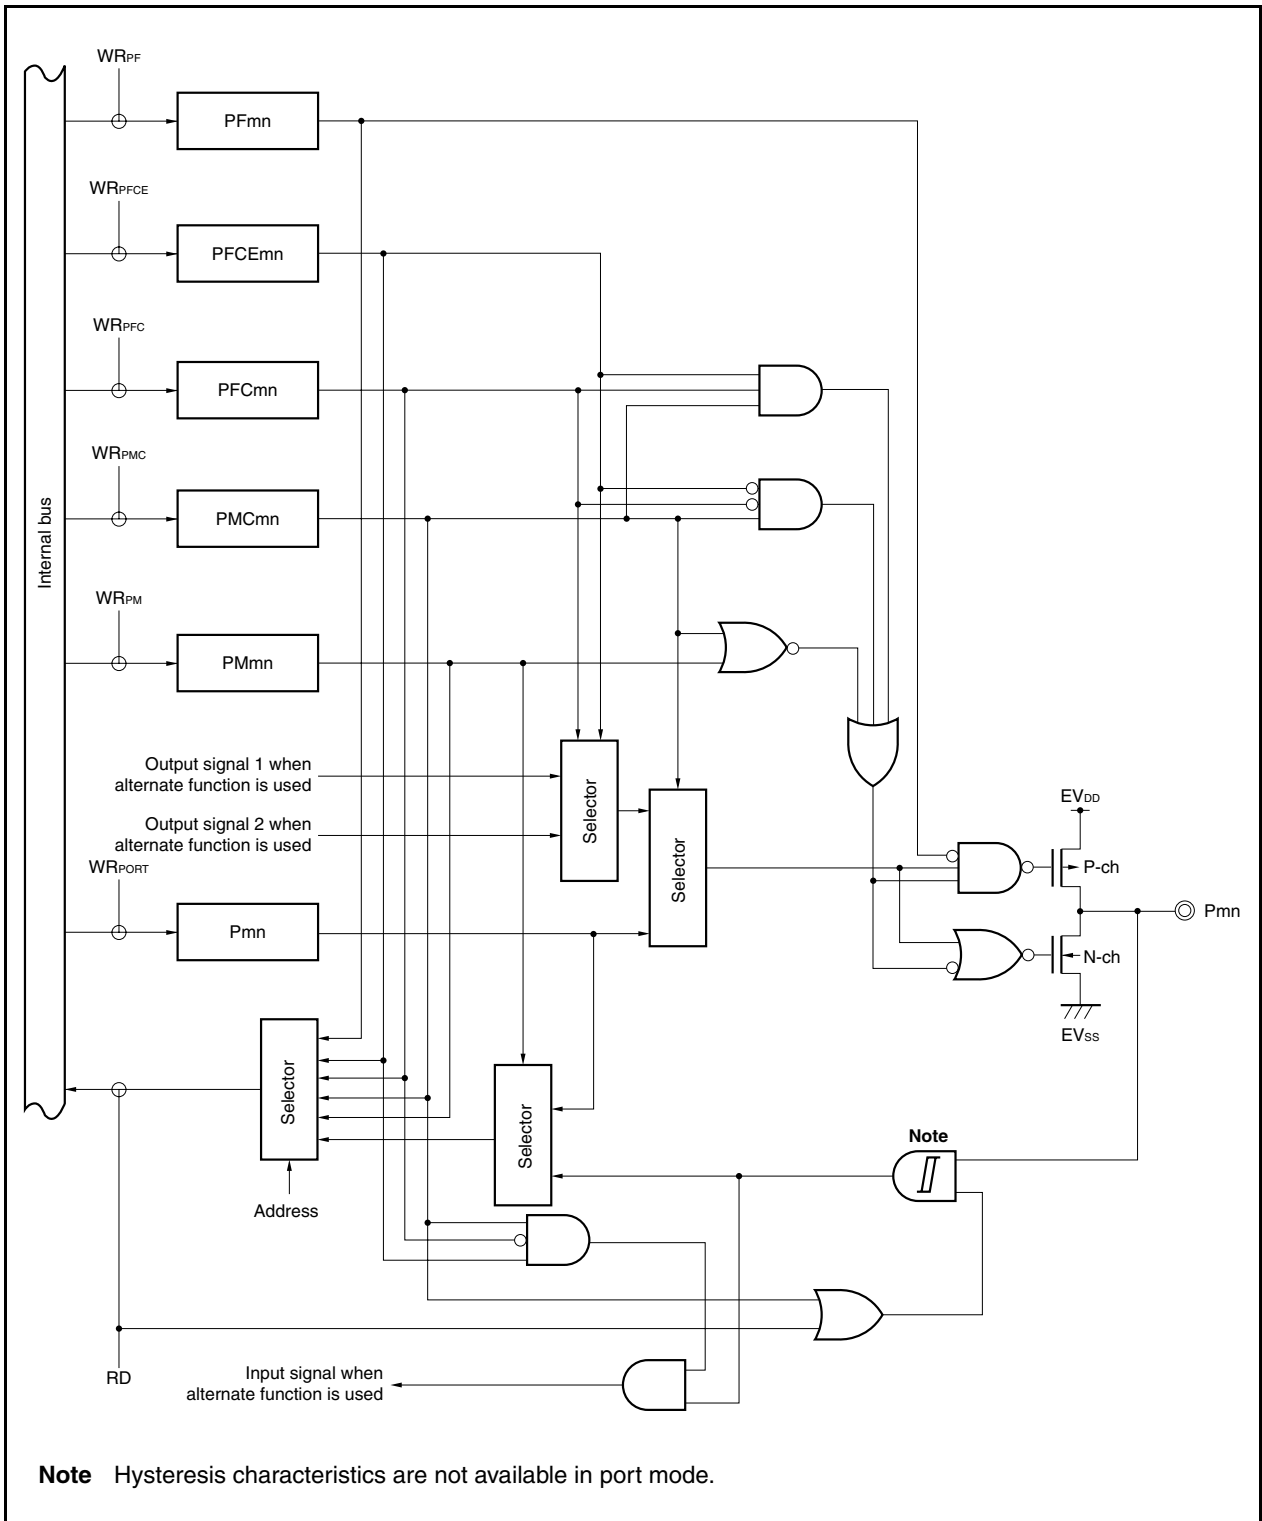 WRPF
PFmn
WRPFCE
PFCEmn
WRPFC
PFCmn
WRPMC
PMCmn
Internal bus
WRPM
PMmn
Output signal 1 when
alternate function is used
Output signal 2 when
alternate function is used
Selector
Selector
WRPORT
Pmn
EVDD
P-ch
Pmn
N-ch
EVSS
Selector
Selector
Address
Note
RD
Input signal when
alternate function is used
Note Hysteresis characteristics are not available in port mode.